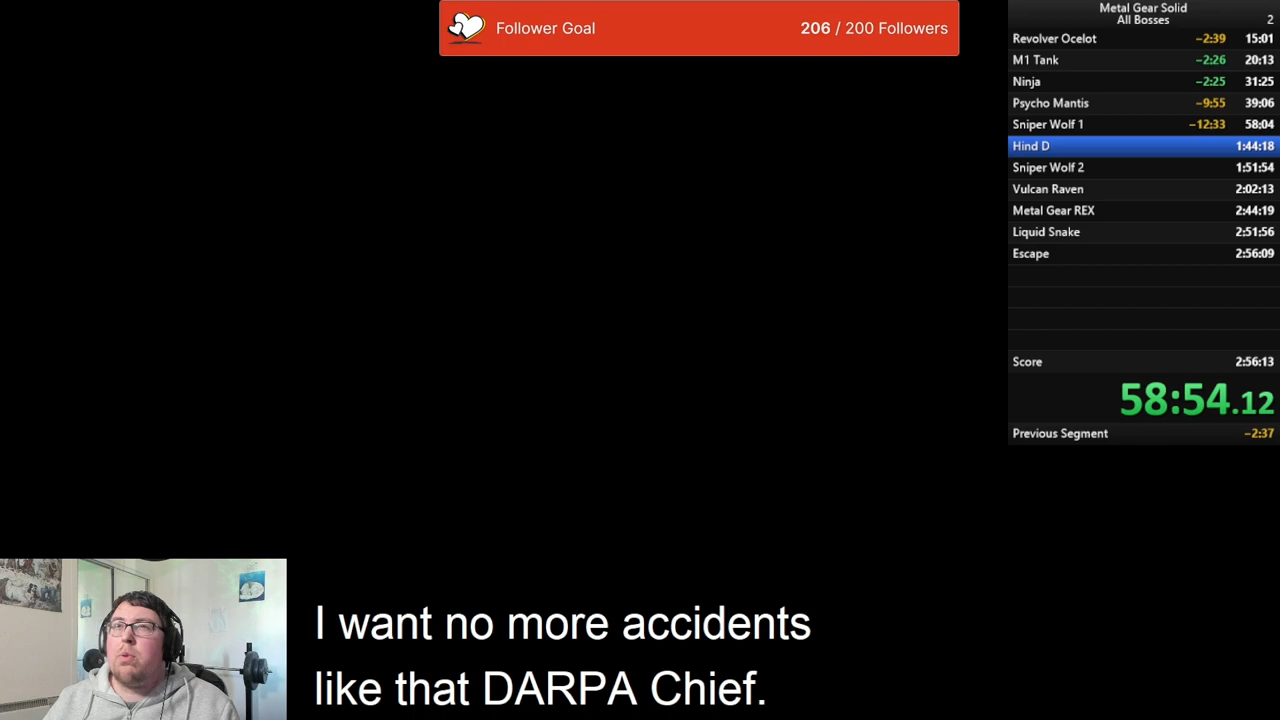 Follower Goal 206 / 200 Followers
Metal Gear Solid
All Bosses 2
Revolver Ocelot −2:39 15:01
M1 Tank −2:26 20:13
Ninja −2:25 31:25
Psycho Mantis −9:55 39:06
Sniper Wolf 1 −12:33 58:04
Hind D 1:44:18
Sniper Wolf 2 1:51:54
Vulcan Raven 2:02:13
Metal Gear REX 2:44:19
Liquid Snake 2:51:56
Escape 2:56:09
Score 2:56:13
58:54.12
Previous Segment −2:37
I want no more accidents
like that DARPA Chief.